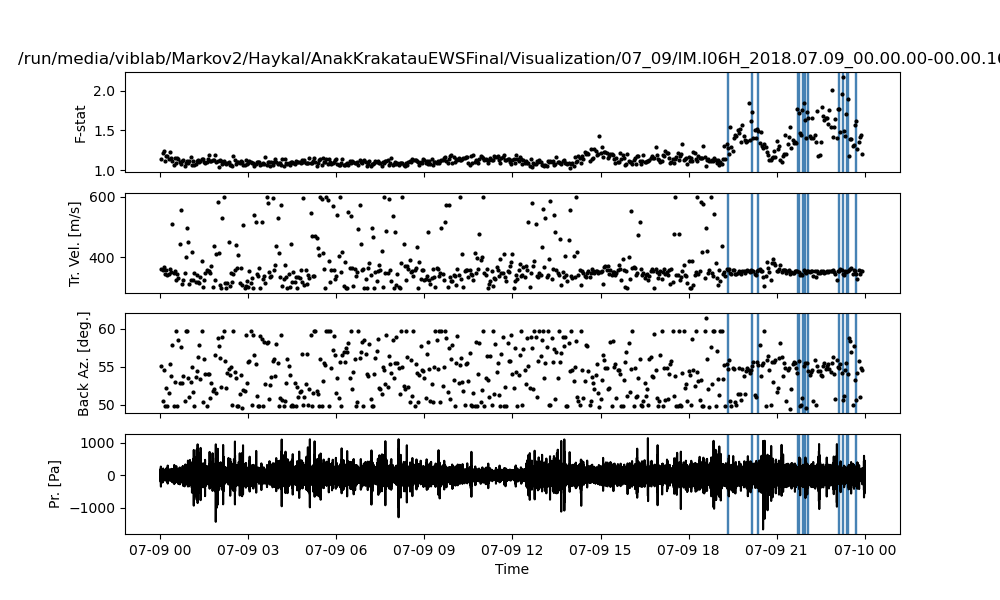 /run/media/viblab/Markov2/Haykal/AnakKrakatauEWSFinal/Visualization/07_09/IM.I06H_2018.07.09_00.00.00-00.00.10
2.0
1.5
1.0
F-stat
600
400
Tr. Vel. [m/s]
60
55
50
Back Az. [deg.]
1000
0
−1000
Pr. [Pa]
07-09 00 07-09 03 07-09 06 07-09 09 07-09 12 07-09 15 07-09 18 07-09 21 07-10 00
Time